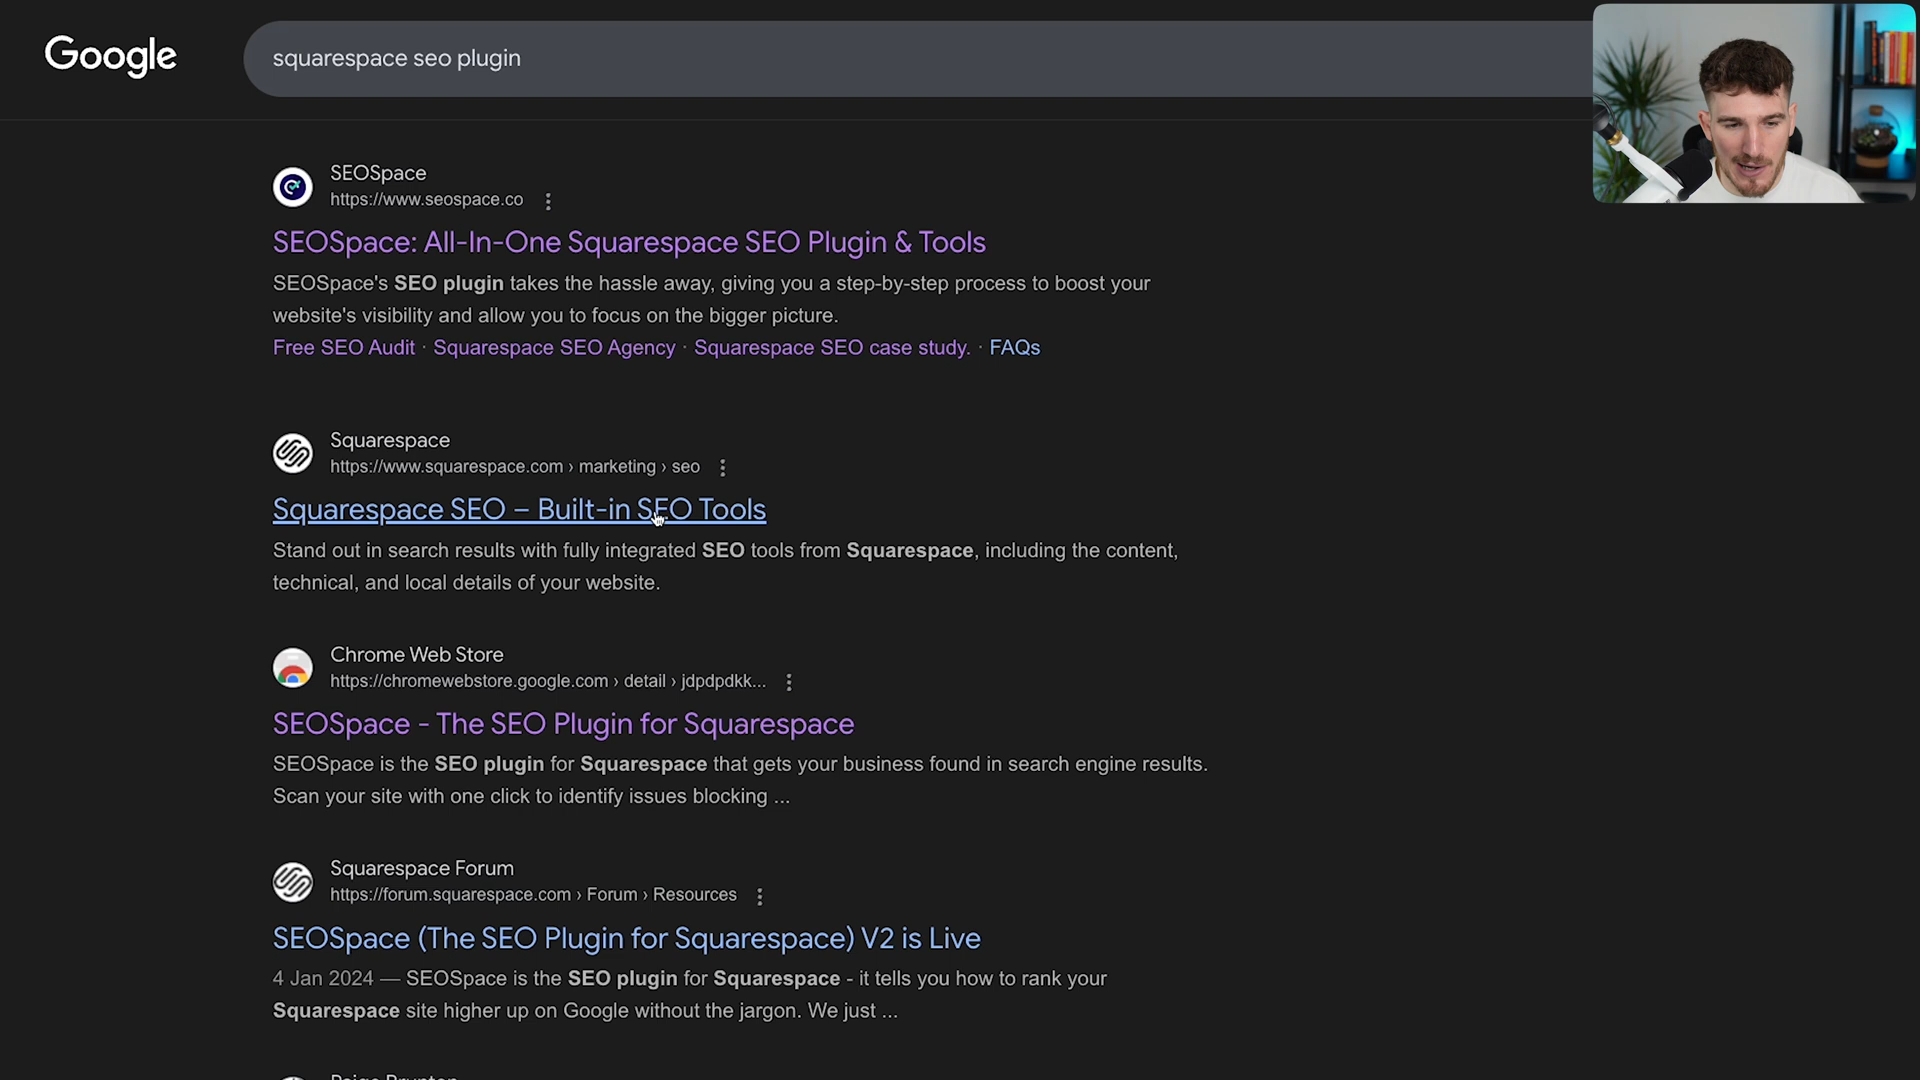 Google
squarespace seo plugin
SEOSpace
https://www.seospace.co
SEOSpace: All-In-One Squarespace SEO Plugin & Tools
SEOSpace's SEO plugin takes the hassle away, giving you a step-by-step process to boost your
website's visibility and allow you to focus on the bigger picture.
Free SEO Audit · Squarespace SEO Agency · Squarespace SEO case study. · FAQs
Squarespace
https://www.squarespace.com › marketing › seo
Squarespace SEO – Built-in SEO Tools
Stand out in search results with fully integrated SEO tools from Squarespace, including the content,
technical, and local details of your website.
Chrome Web Store
https://chromewebstore.google.com › detail › jdpdpdkk...
SEOSpace - The SEO Plugin for Squarespace
SEOSpace is the SEO plugin for Squarespace that gets your business found in search engine results.
Scan your site with one click to identify issues blocking ...
Squarespace Forum
https://forum.squarespace.com › Forum › Resources
SEOSpace (The SEO Plugin for Squarespace) V2 is Live
4 Jan 2024 — SEOSpace is the SEO plugin for Squarespace - it tells you how to rank your
Squarespace site higher up on Google without the jargon. We just ...